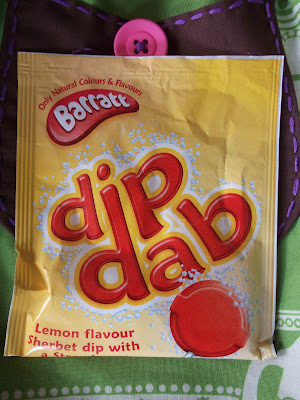 Only Natural Colours & Flavours
Barratt
dip
dab
Lemon flavour
Sherbet dip with
a